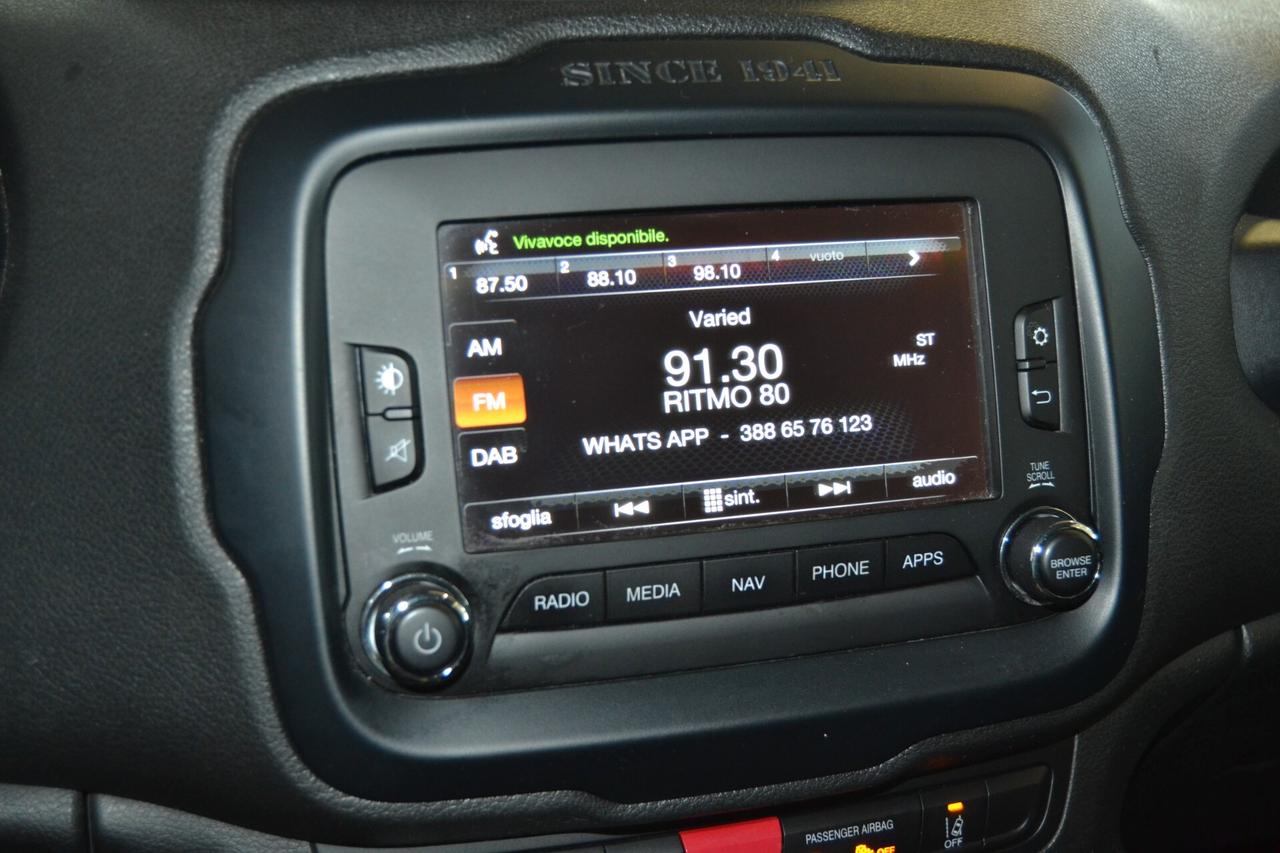 SINCE 1941
Vivavoce disponibile.
1 87.50 2 88.10 3 98.10 4 vuoto
Varied
AM
91.30
ST
MHz
FM
RITMO 80
WHATS APP - 388 65 76 123
DAB
sfoglia sint. audio
TUNE
SCROLL
VOLUME
BROWSE
ENTER
RADIO MEDIA NAV PHONE APPS
PASSENGER AIRBAG
OFF
OFF